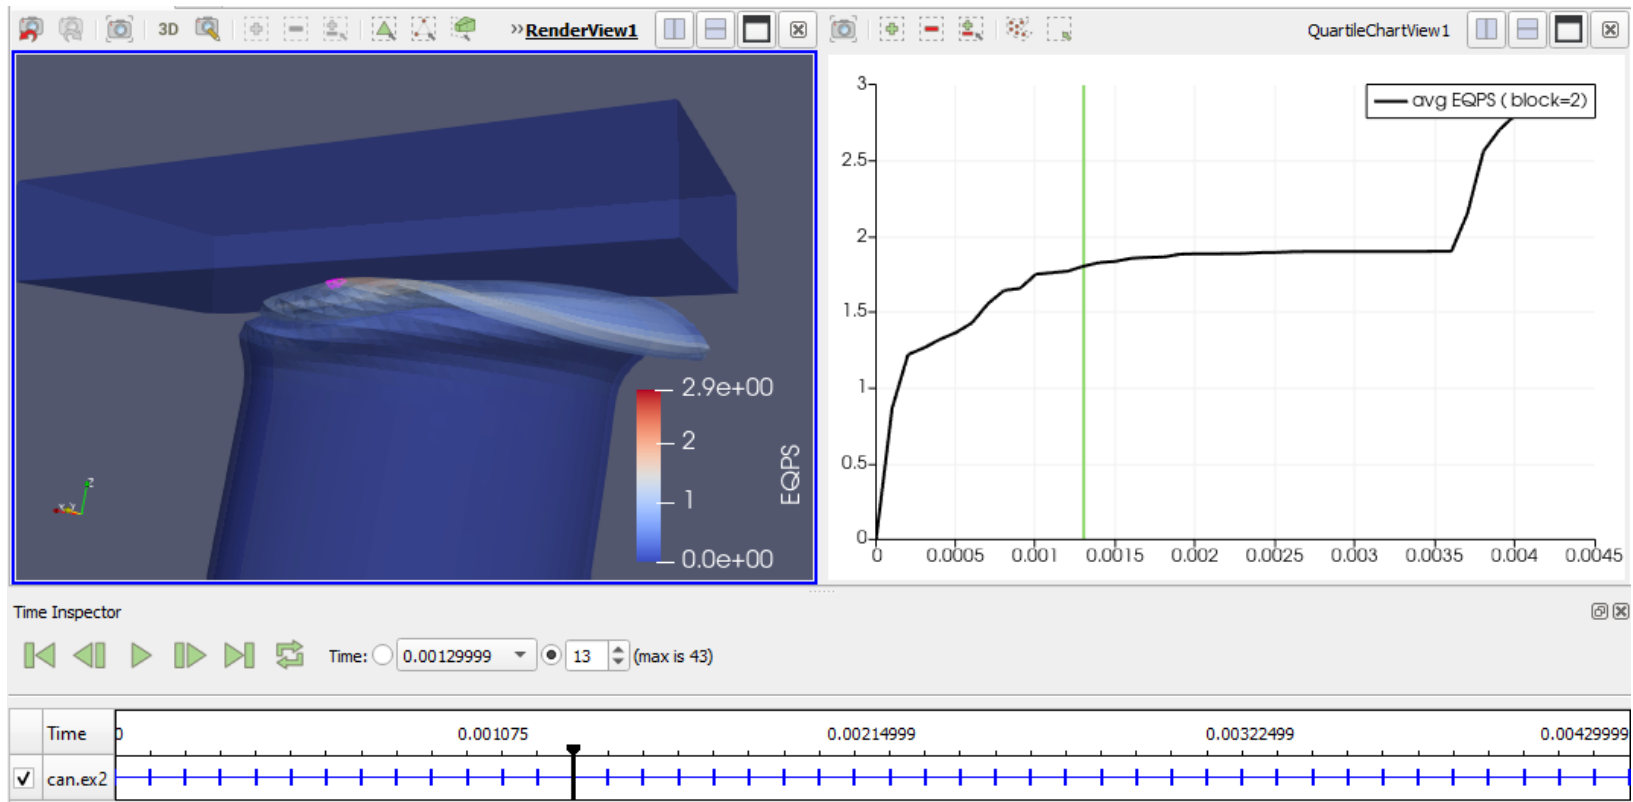 3D
>>RenderView1
QuartileChartView1
2.9e+00
2
1
0.0e+00
EQPS
Z
X
Y
avg EQPS ( block=2)
3
2.5
2
1.5
1
0.5
0
0 0.0005 0.001 0.0015 0.002 0.0025 0.003 0.0035 0.004 0.0045
Time Inspector
Time: 0.00129999 13 (max is 43)
Time 0 0.001075 0.00214999 0.00322499 0.00429999
can.ex2